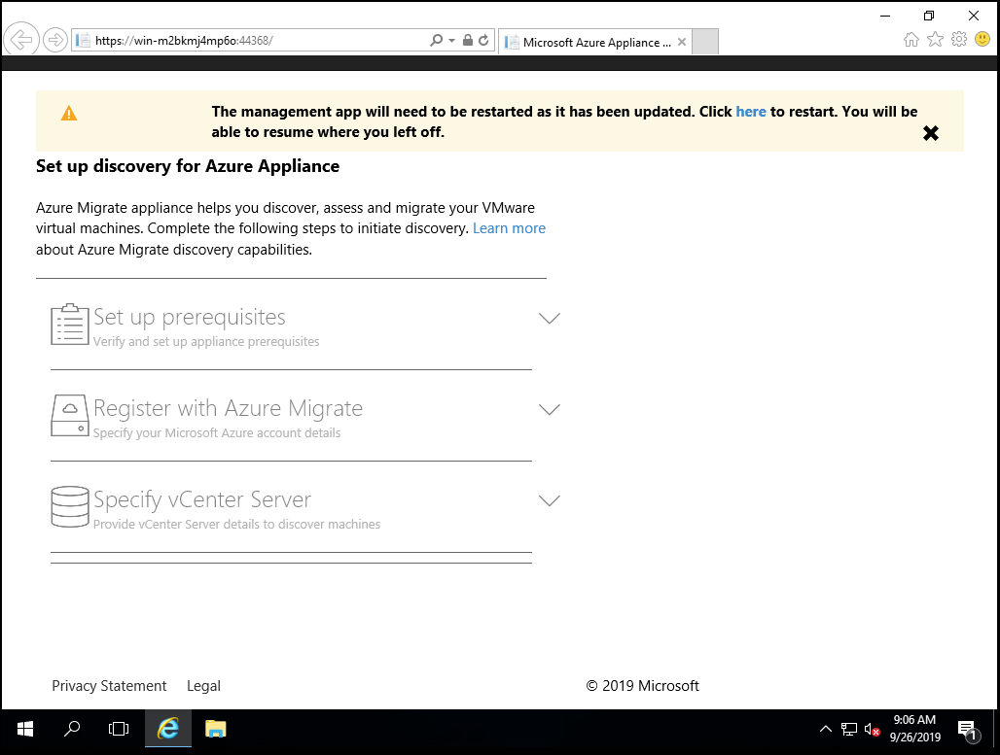 https://win-m2bkmj4mp6o:44368/
Microsoft Azure Appliance ...
The management app will need to be restarted as it has been updated. Click here to restart. You will be
able to resume where you left off.
Set up discovery for Azure Appliance
Azure Migrate appliance helps you discover, assess and migrate your VMware
virtual machines. Complete the following steps to initiate discovery. Learn more
about Azure Migrate discovery capabilities.
Set up prerequisites
Verify and set up appliance prerequisites
Register with Azure Migrate
Specify your Microsoft Azure account details
Specify vCenter Server
Provide vCenter Server details to discover machines
Privacy Statement Legal © 2019 Microsoft
9:06 AM
9/26/2019
1